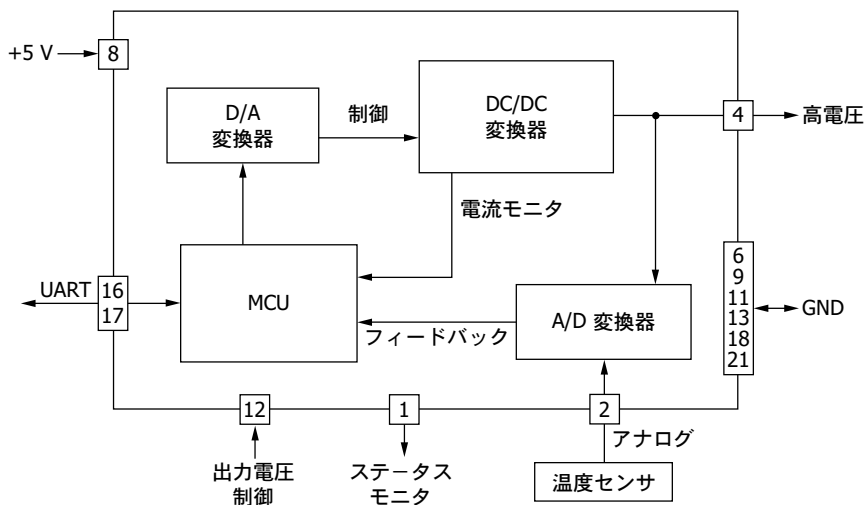 +5 V
8
D/A
変換器
制御
DC/DC
変換器
4
高電圧
電流モニタ
UART
16
17
MCU
フィードバック
A/D 変換器
6
9
11
13
18
21
GND
12
1
2
アナログ
出力電圧
制御
ステータス
モニタ
温度センサ